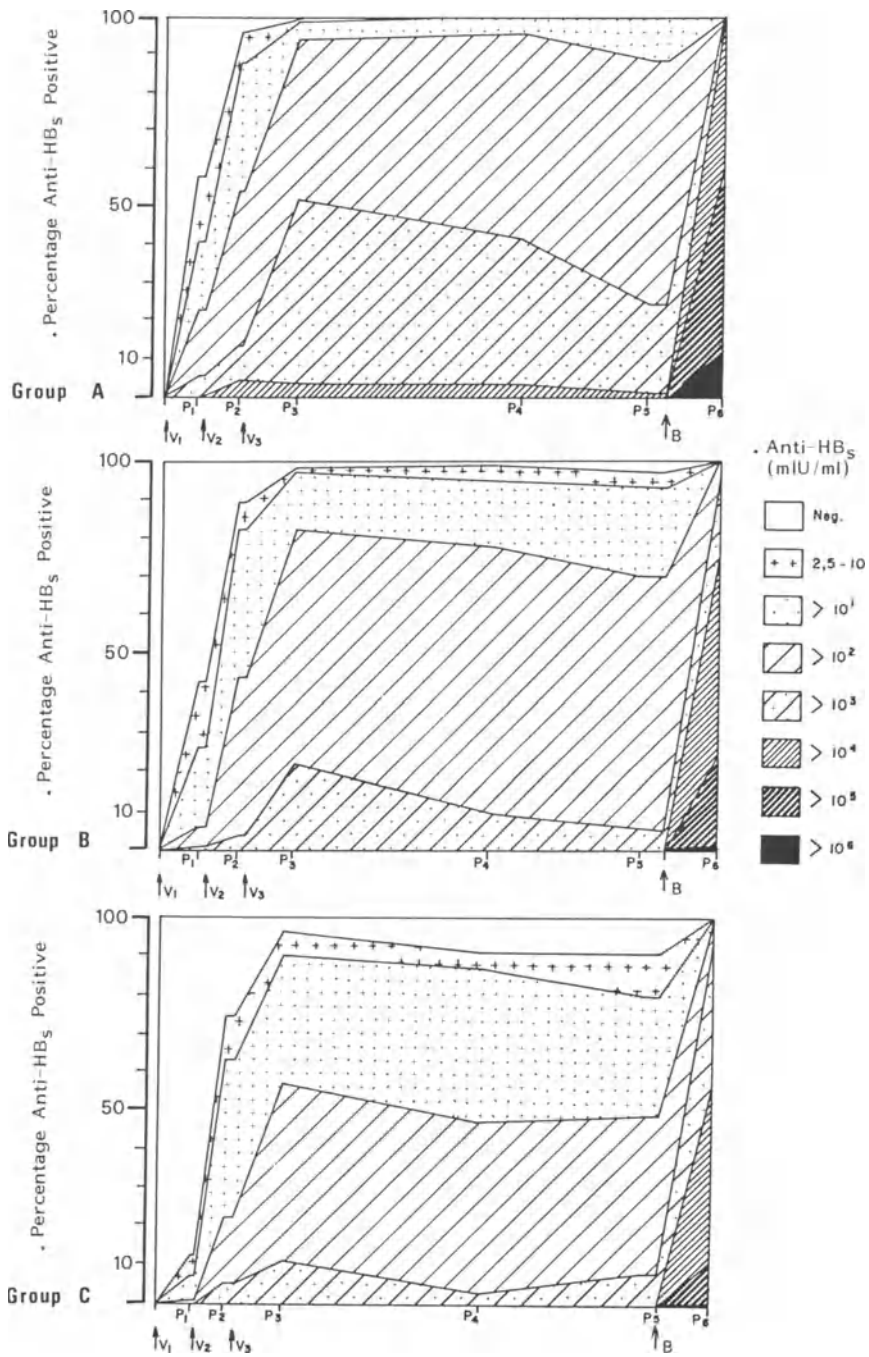 100
50
10
. Percentage Anti-HBs Positive
Group A
P1 P2 P3 P4 P5 P6
V1 V2 V3 B
100
50
10
. Percentage Anti-HBs Positive
Group B
P1 P2 P3 P4 P5 P6
V1 V2 V3 B
. Anti-HBs
(mIU/ml)
Neg.
+ + 2,5-10
> 10¹
> 10²
> 10³
> 10⁴
> 10⁵
> 10⁶
100
50
10
. Percentage Anti-HBs Positive
Group C
P1 P2 P3 P4 P5 P6
V1 V2 V3 B